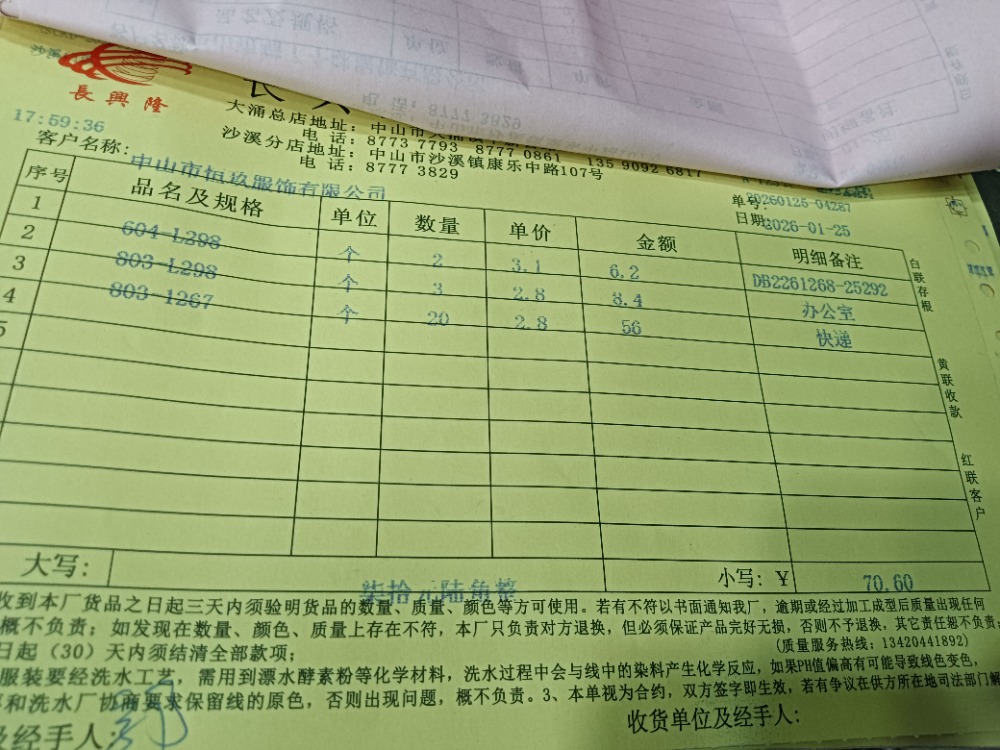 長興隆
17:59:36
大涌总店地址：中山市大涌
电话：8773 7793 8777 0861 135 9092 6817
沙溪分店地址：中山市沙溪镇康乐中路107号
电话：8777 3829
客户名称：中山市恒玖服饰有限公司
单号：20260125-04287
日期：2026-01-25
序号 品名及规格 单位 数量 单价 金额 明细备注
1 604-L298 个 2 3.1 6.2 DB2261268-25292
2 803-L298 个 3 2.8 8.4 办公室
3 803-1267 个 20 2.8 56 快递
4
5
白联存根
黄联收款
红联客户
大写： 柒拾元陆角整 小写：￥ 70.60
收到本厂货品之日起三天内须验明货品的数量、质量、颜色等方可使用。若有不符以书面通知我厂，逾期或经过加工成型后质量出现任何
概不负责；如发现在数量、颜色、质量上存在不符，本厂只负责对方退换，但必须保证产品完好无损，否则不予退换，其它责任恕不负责；
日起（30）天内须结清全部款项；
(质量服务热线：13420441892)
服装要经洗水工艺，需用到漂水酵素粉等化学材料，洗水过程中会与线中的染料产生化学反应，如果PH值偏高有可能导致线色变色，
和洗水厂协商要求保留线的原色，否则出现问题，概不负责。3、本单视为合约，双方签字即生效，若有争议在供方所在地司法部门解
及经手人：
收货单位及经手人：